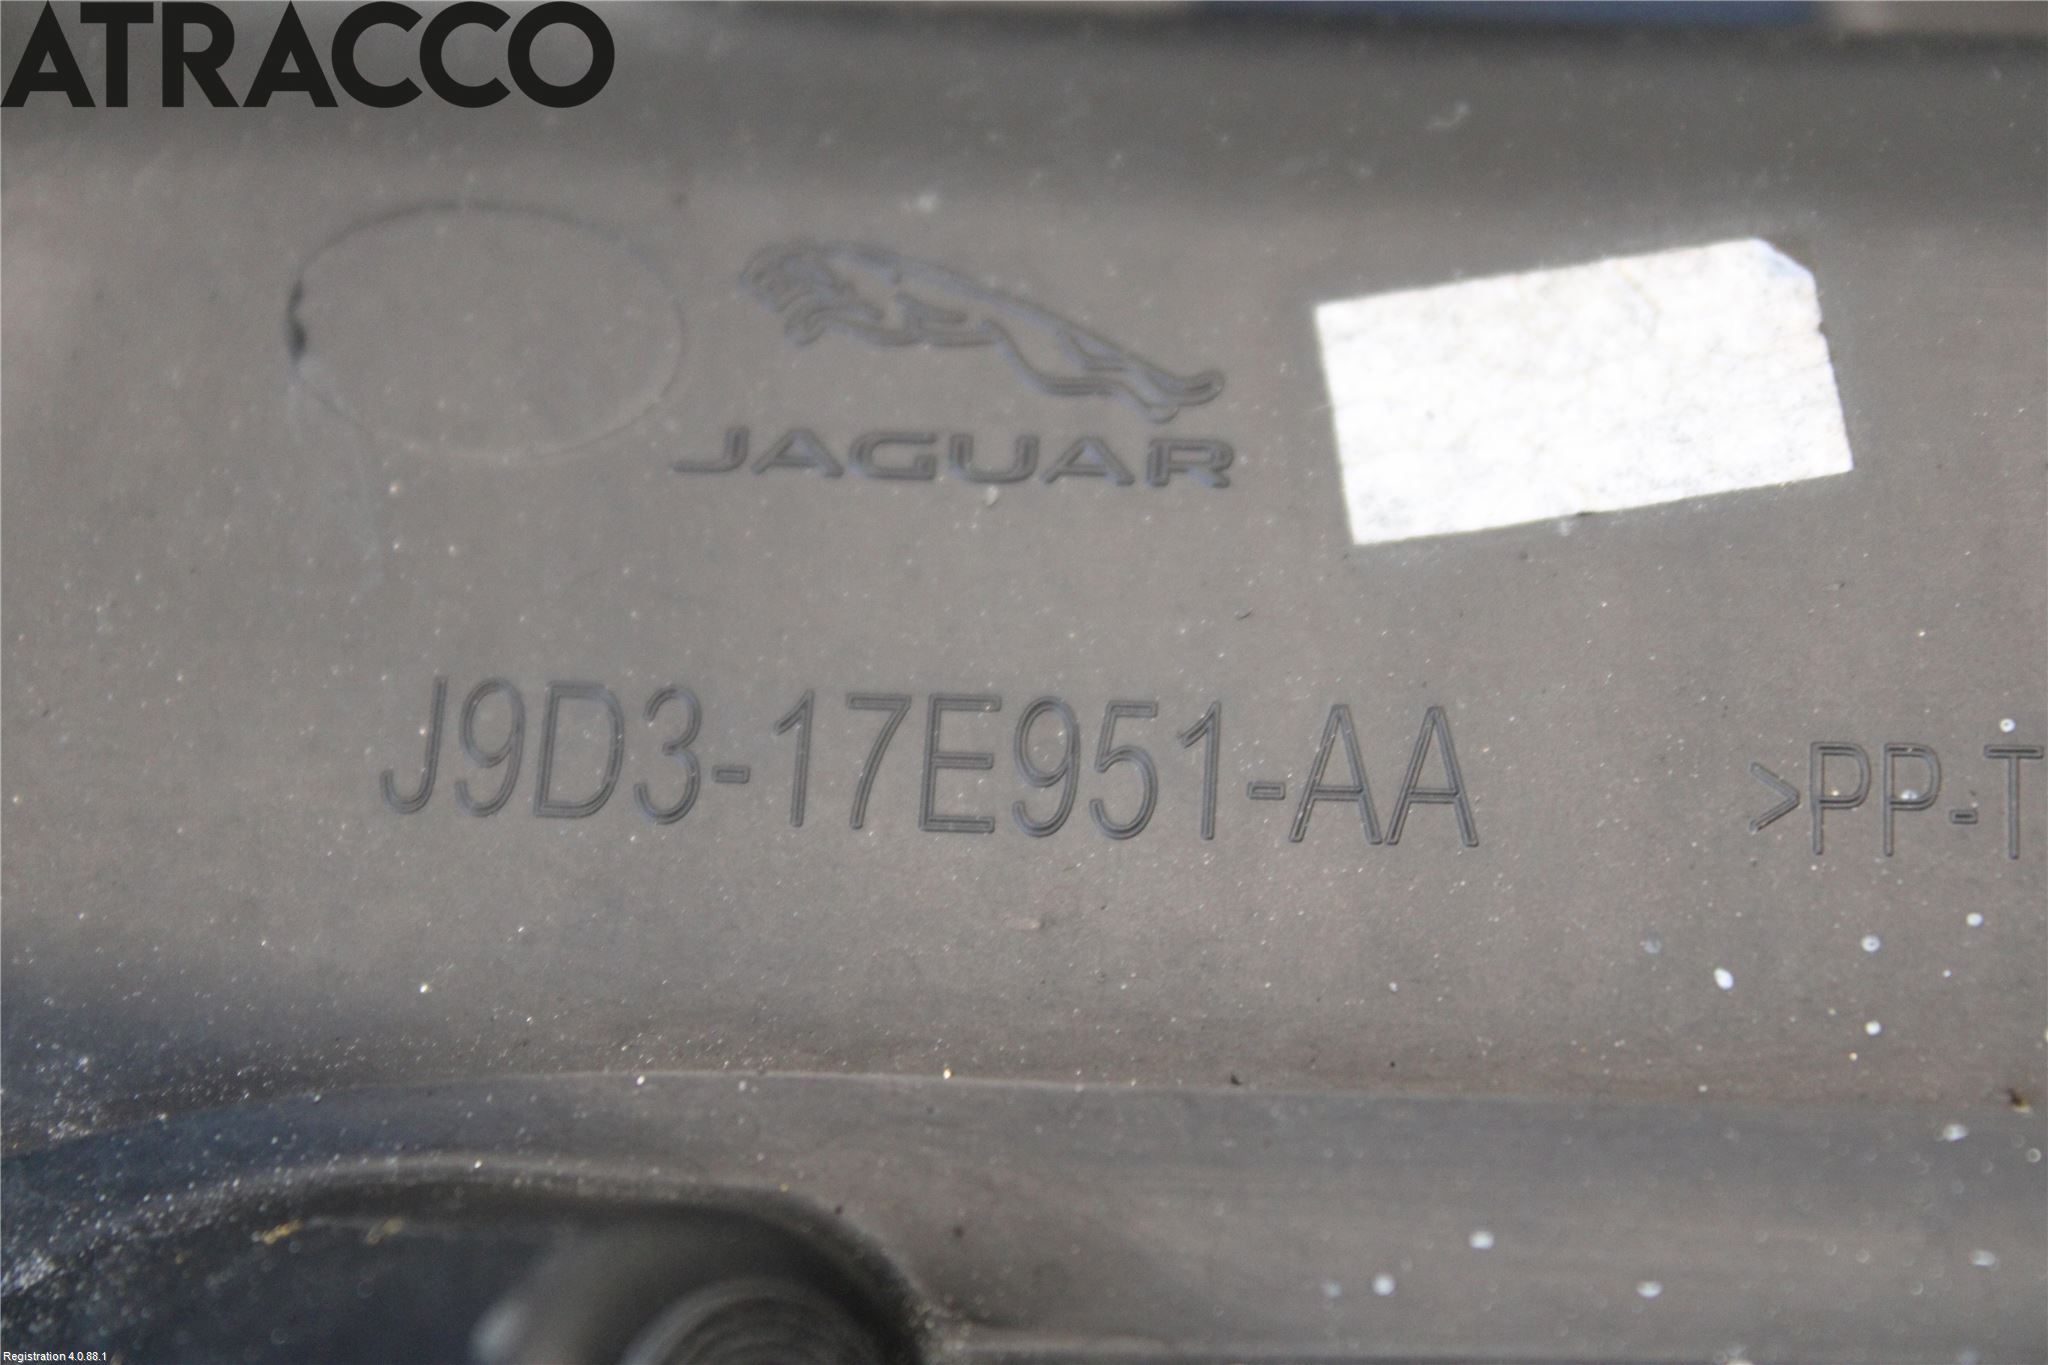 ATRACCO
JAGUAR
J9D3-17E951-AA
>PP-T
Registration 4.0.88.1